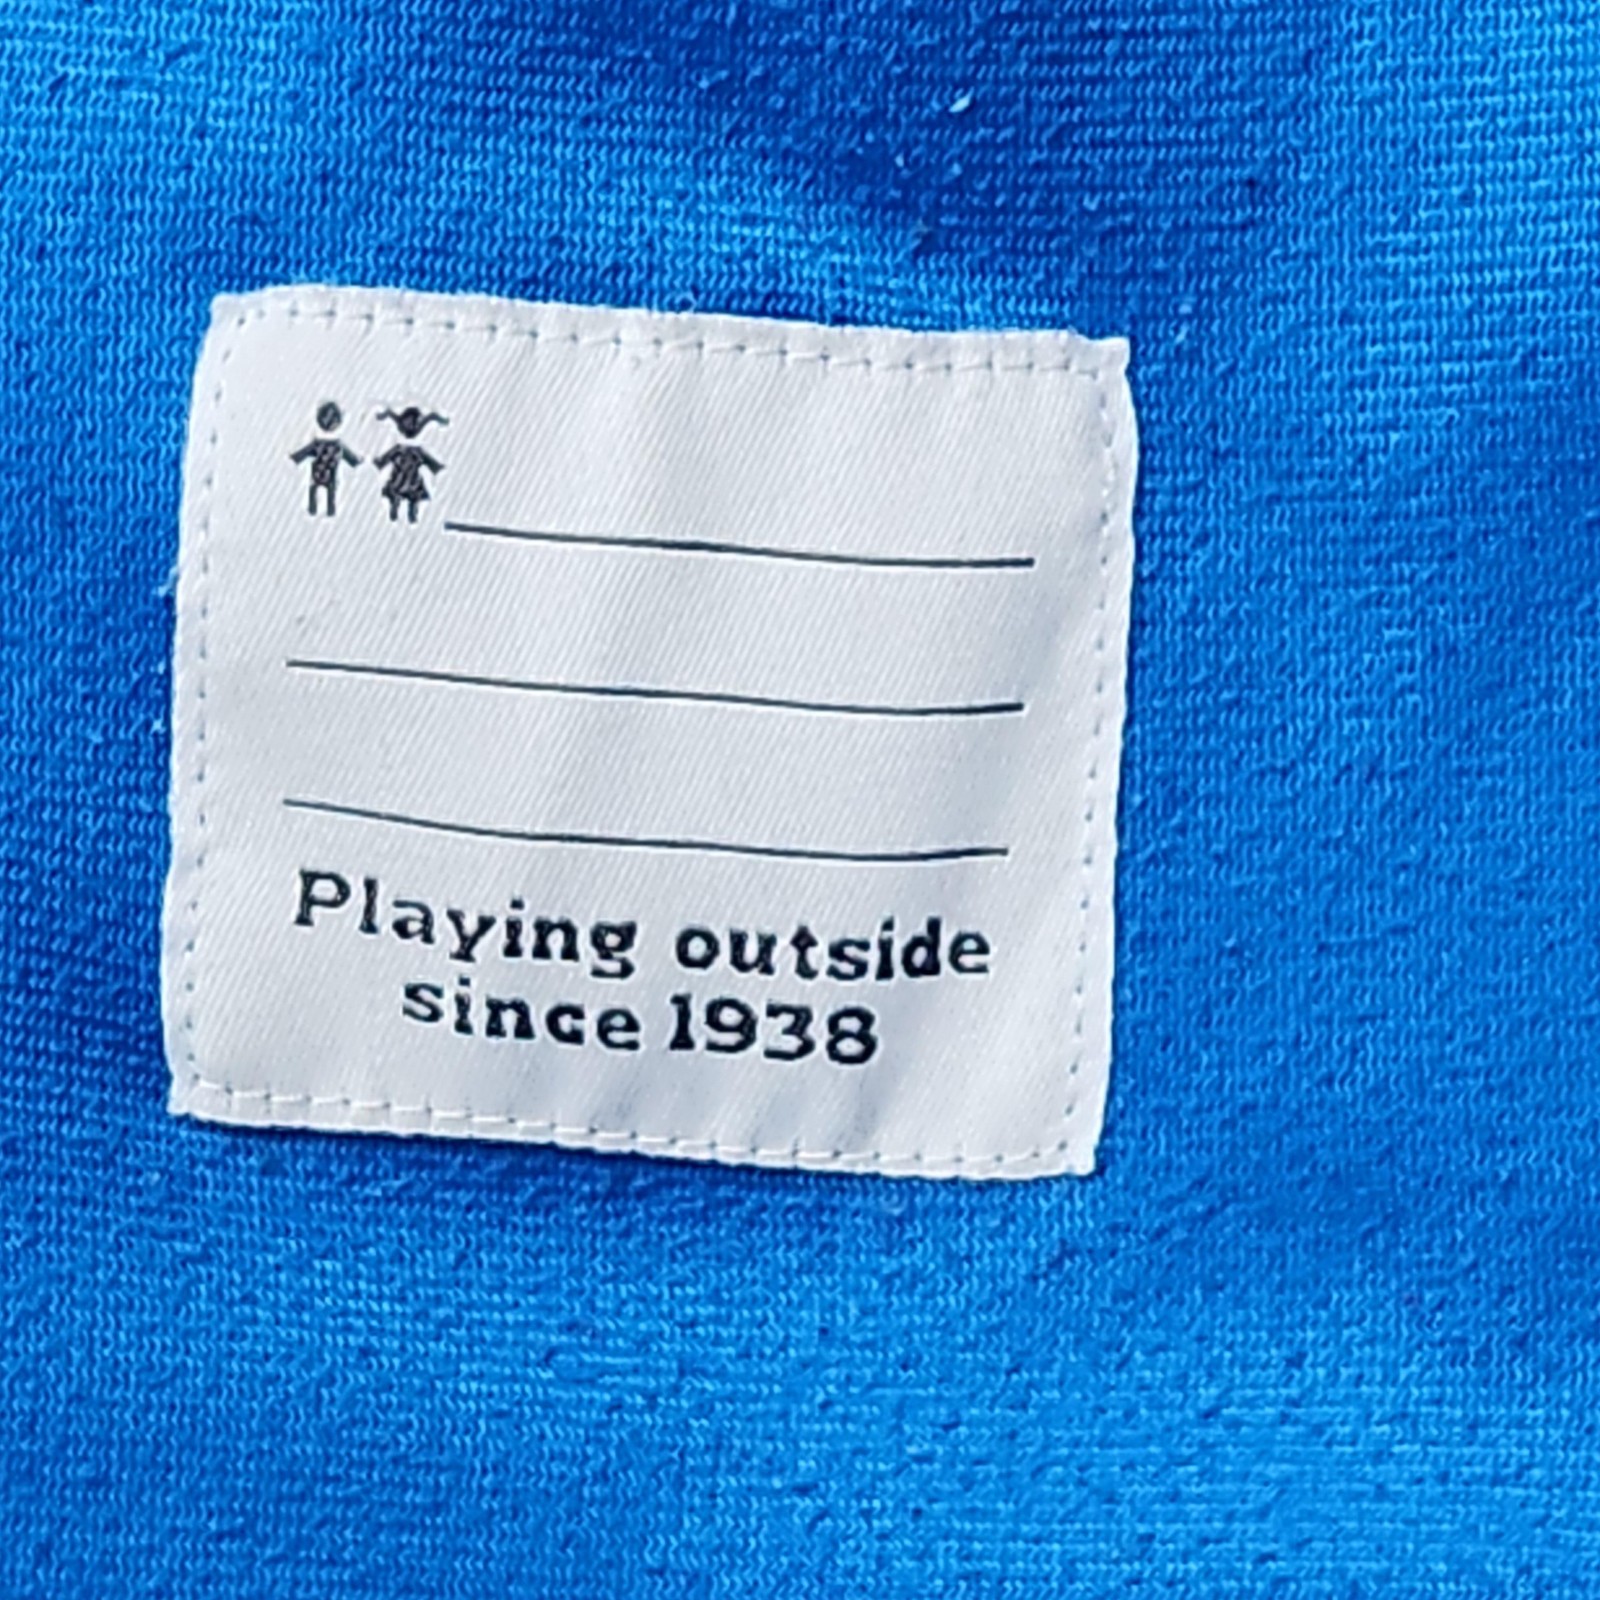 Playing outside
since 1938